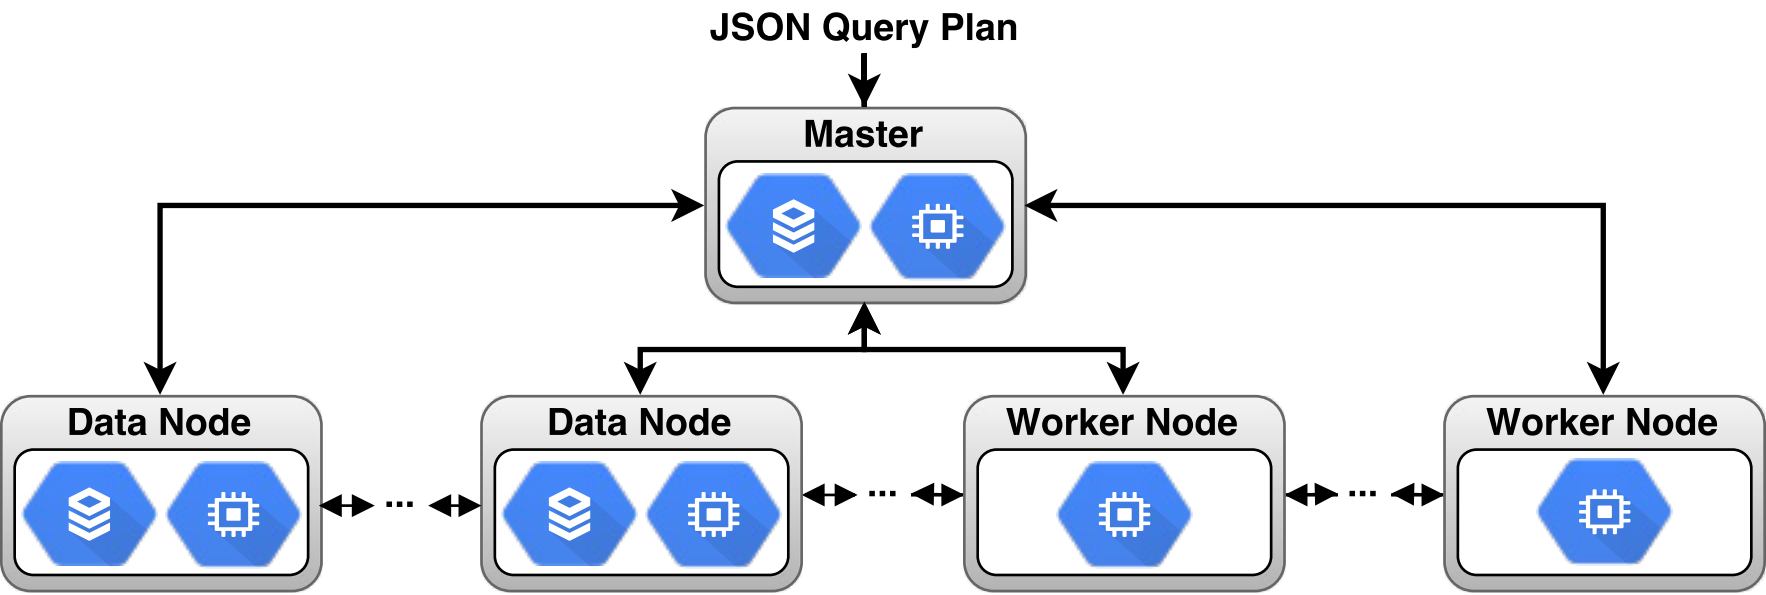 JSON Query Plan
Master
Data Node
Data Node
Worker Node
Worker Node
...
...
...